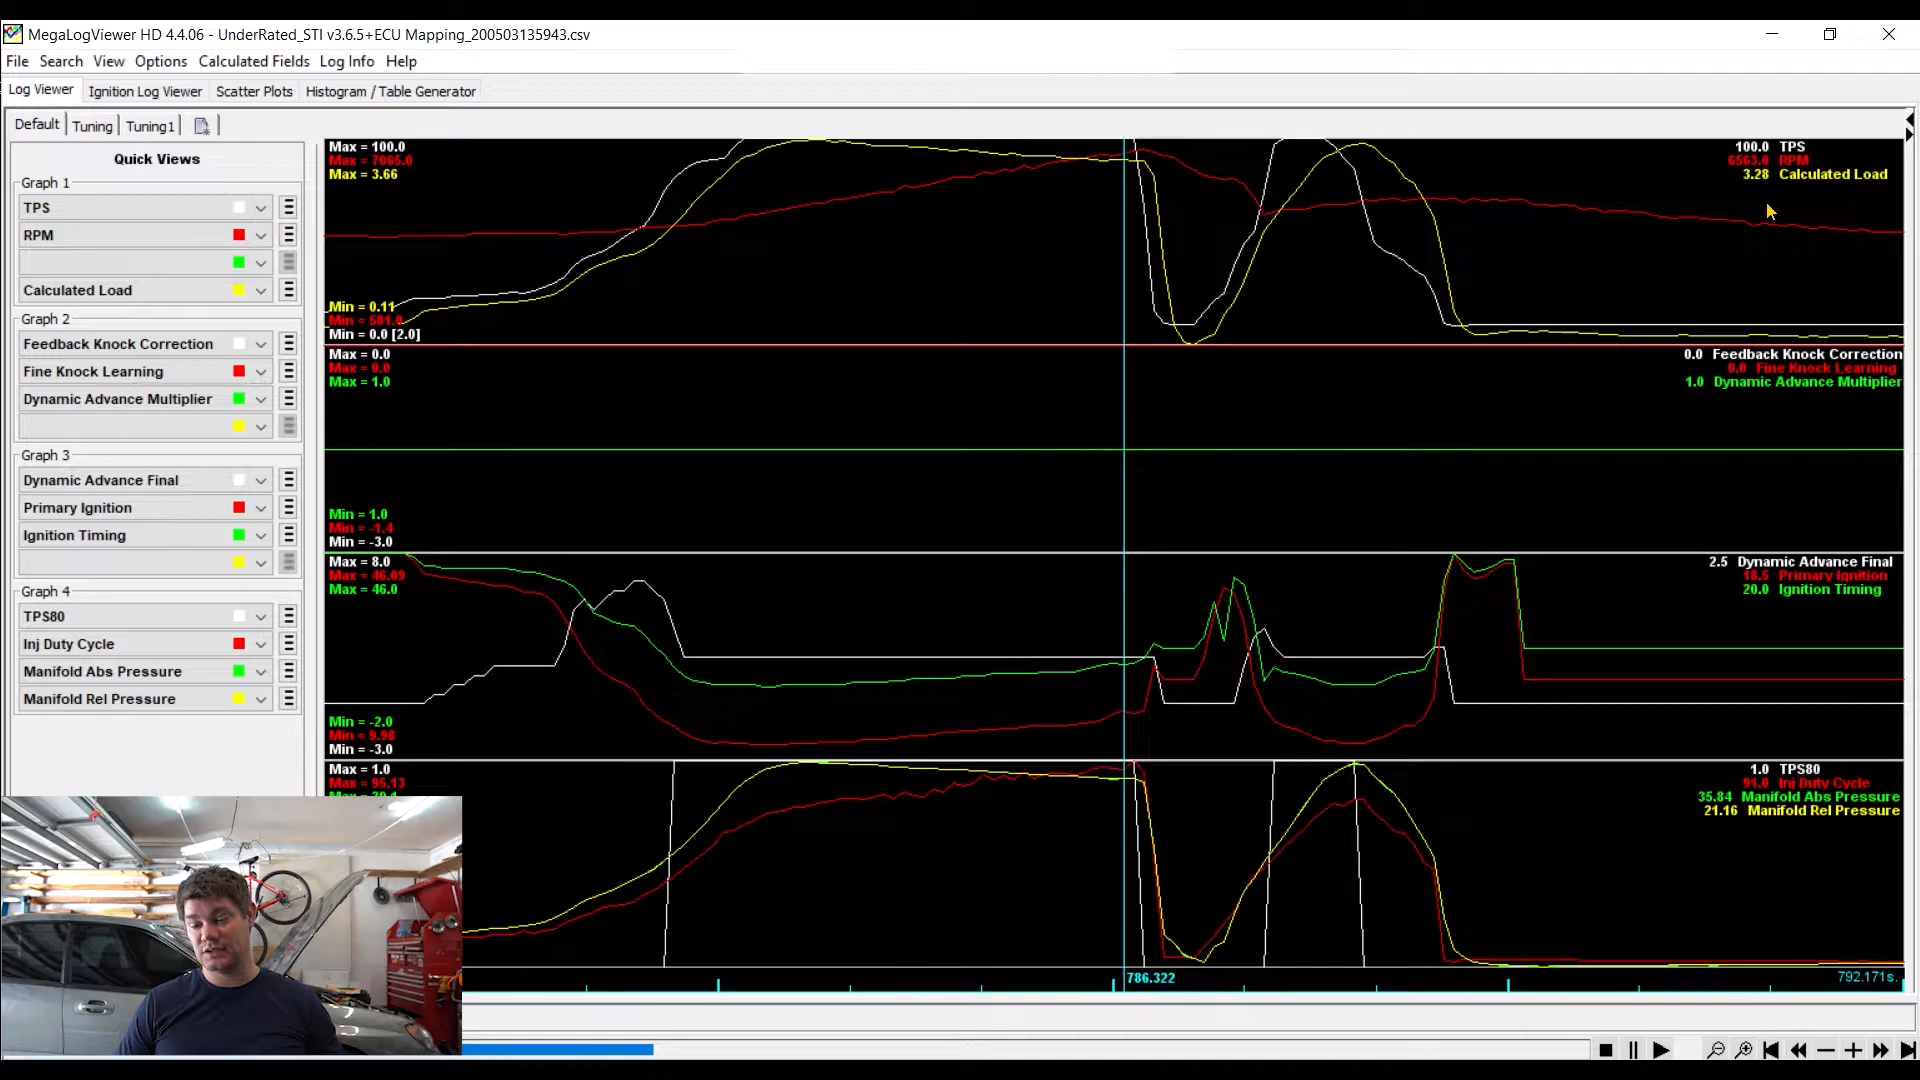 MegaLogViewer HD 4.4.06 - UnderRated_STI v3.6.5+ECU Mapping_200503135943.csv
File Search View Options Calculated Fields Log Info Help
Log Viewer Ignition Log Viewer Scatter Plots Histogram / Table Generator
Default Tuning Tuning1
Quick Views
Graph 1
TPS
RPM
Calculated Load
Graph 2
Feedback Knock Correction
Fine Knock Learning
Dynamic Advance Multiplier
Graph 3
Dynamic Advance Final
Primary Ignition
Ignition Timing
Graph 4
TPS80
Inj Duty Cycle
Manifold Abs Pressure
Manifold Rel Pressure
Max = 100.0
Max = 7065.0
Max = 3.66
100.0 TPS
6563.0 RPM
3.28 Calculated Load
Min = 0.11
Min = 581.0
Min = 0.0 [2.0]
Max = 0.0
Max = 0.0
Max = 1.0
0.0 Feedback Knock Correction
0.0 Fine Knock Learning
1.0 Dynamic Advance Multiplier
Min = 1.0
Min = -1.4
Min = -3.0
Max = 8.0
Max = 46.09
Max = 46.0
2.5 Dynamic Advance Final
18.5 Primary Ignition
20.0 Ignition Timing
Min = -2.0
Min = 9.98
Min = -3.0
Max = 1.0
Max = 95.13
1.0 TPS80
91.0 Inj Duty Cycle
35.84 Manifold Abs Pressure
21.16 Manifold Rel Pressure
786.322
792.171s.